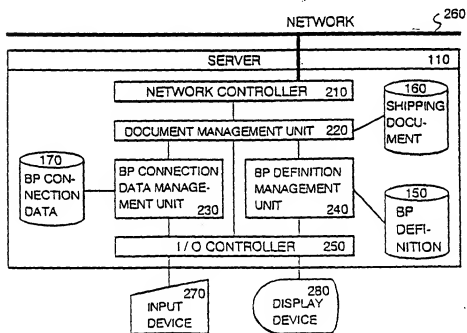 NETWORK 260
SERVER 110
NETWORK CONTROLLER 210
160
SHIPPING
DOCU-
MENT
DOCUMENT MANAGEMENT UNIT 220
170
BP CON-
NECTION
DATA
BP CONNECTION
DATA MANAGE-
MENT UNIT
230
BP DEFINITION
MANAGEMENT
UNIT
240
150
BP
DEFI-
NITION
I / O CONTROLLER 250
270
INPUT
DEVICE
280
DISPLAY
DEVICE